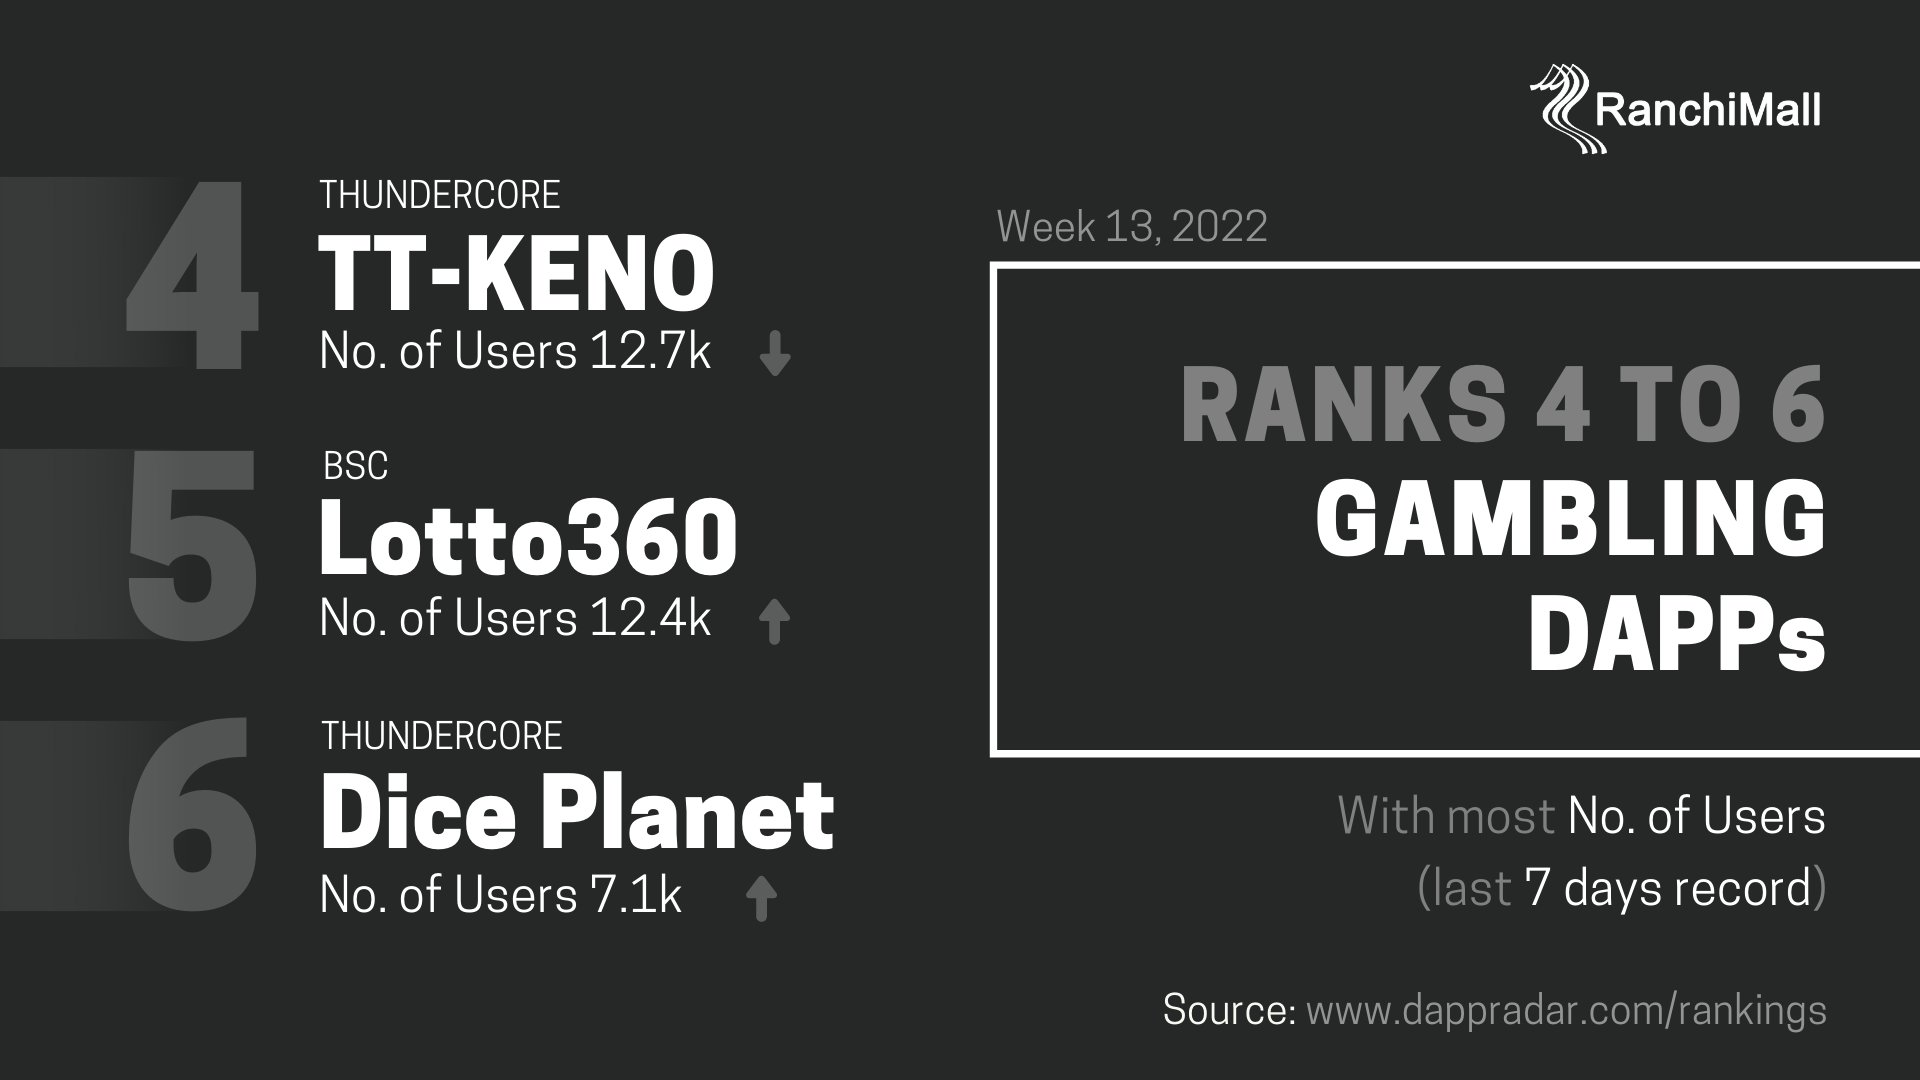 RanchiMall
4
THUNDERCORE
TT-KENO
No. of Users 12.7k
5
BSC
Lotto360
No. of Users 12.4k
6
THUNDERCORE
Dice Planet
No. of Users 7.1k
Week 13, 2022
RANKS 4 TO 6
GAMBLING
DAPPs
With most No. of Users
(last 7 days record)
Source: www.dappradar.com/rankings